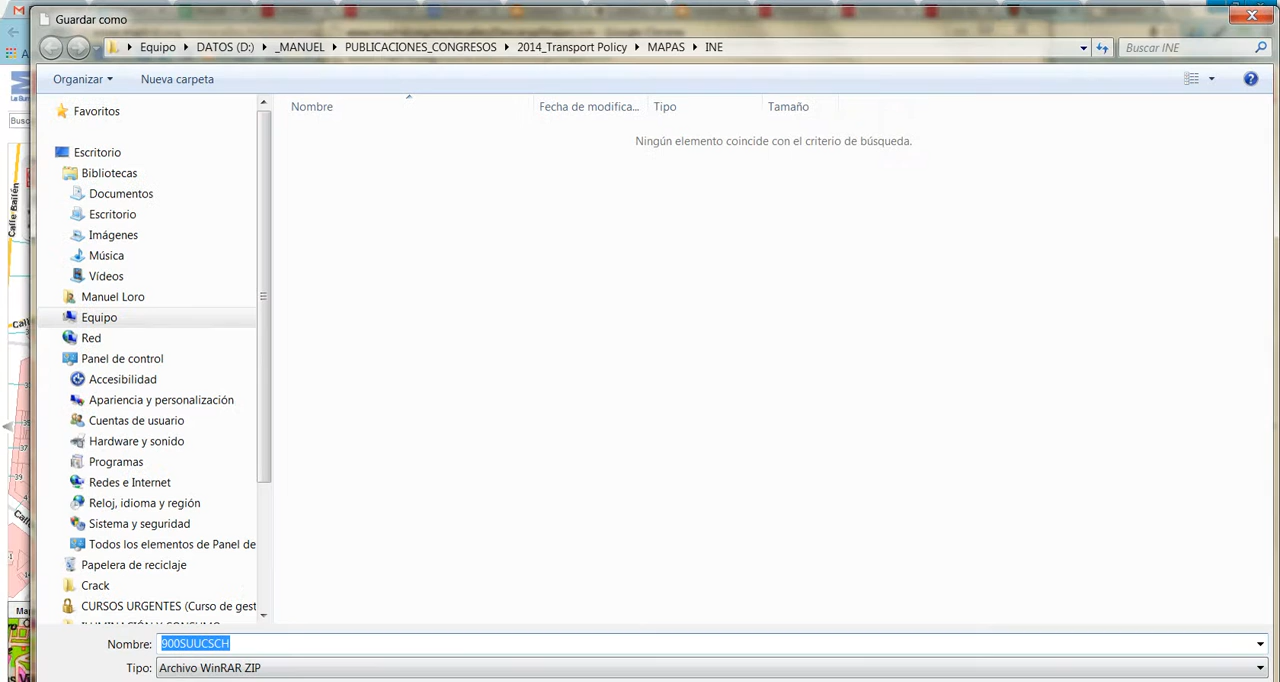 Guardar como
Equipo DATOS (D:) _MANUEL PUBLICACIONES_CONGRESOS 2014_Transport Policy MAPAS INE
Buscar INE
Organizar Nueva carpeta
Nombre Fecha de modifica... Tipo Tamaño
Ningún elemento coincide con el criterio de búsqueda.
Favoritos
Escritorio
Bibliotecas
Documentos
Escritorio
Imágenes
Música
Vídeos
Manuel Loro
Equipo
Red
Panel de control
Accesibilidad
Apariencia y personalización
Cuentas de usuario
Hardware y sonido
Programas
Redes e Internet
Reloj, idioma y región
Sistema y seguridad
Todos los elementos de Panel de
Papelera de reciclaje
Crack
CURSOS URGENTES (Curso de gest
Nombre: 900SUUCSCH
Tipo: Archivo WinRAR ZIP
Calle Bailén